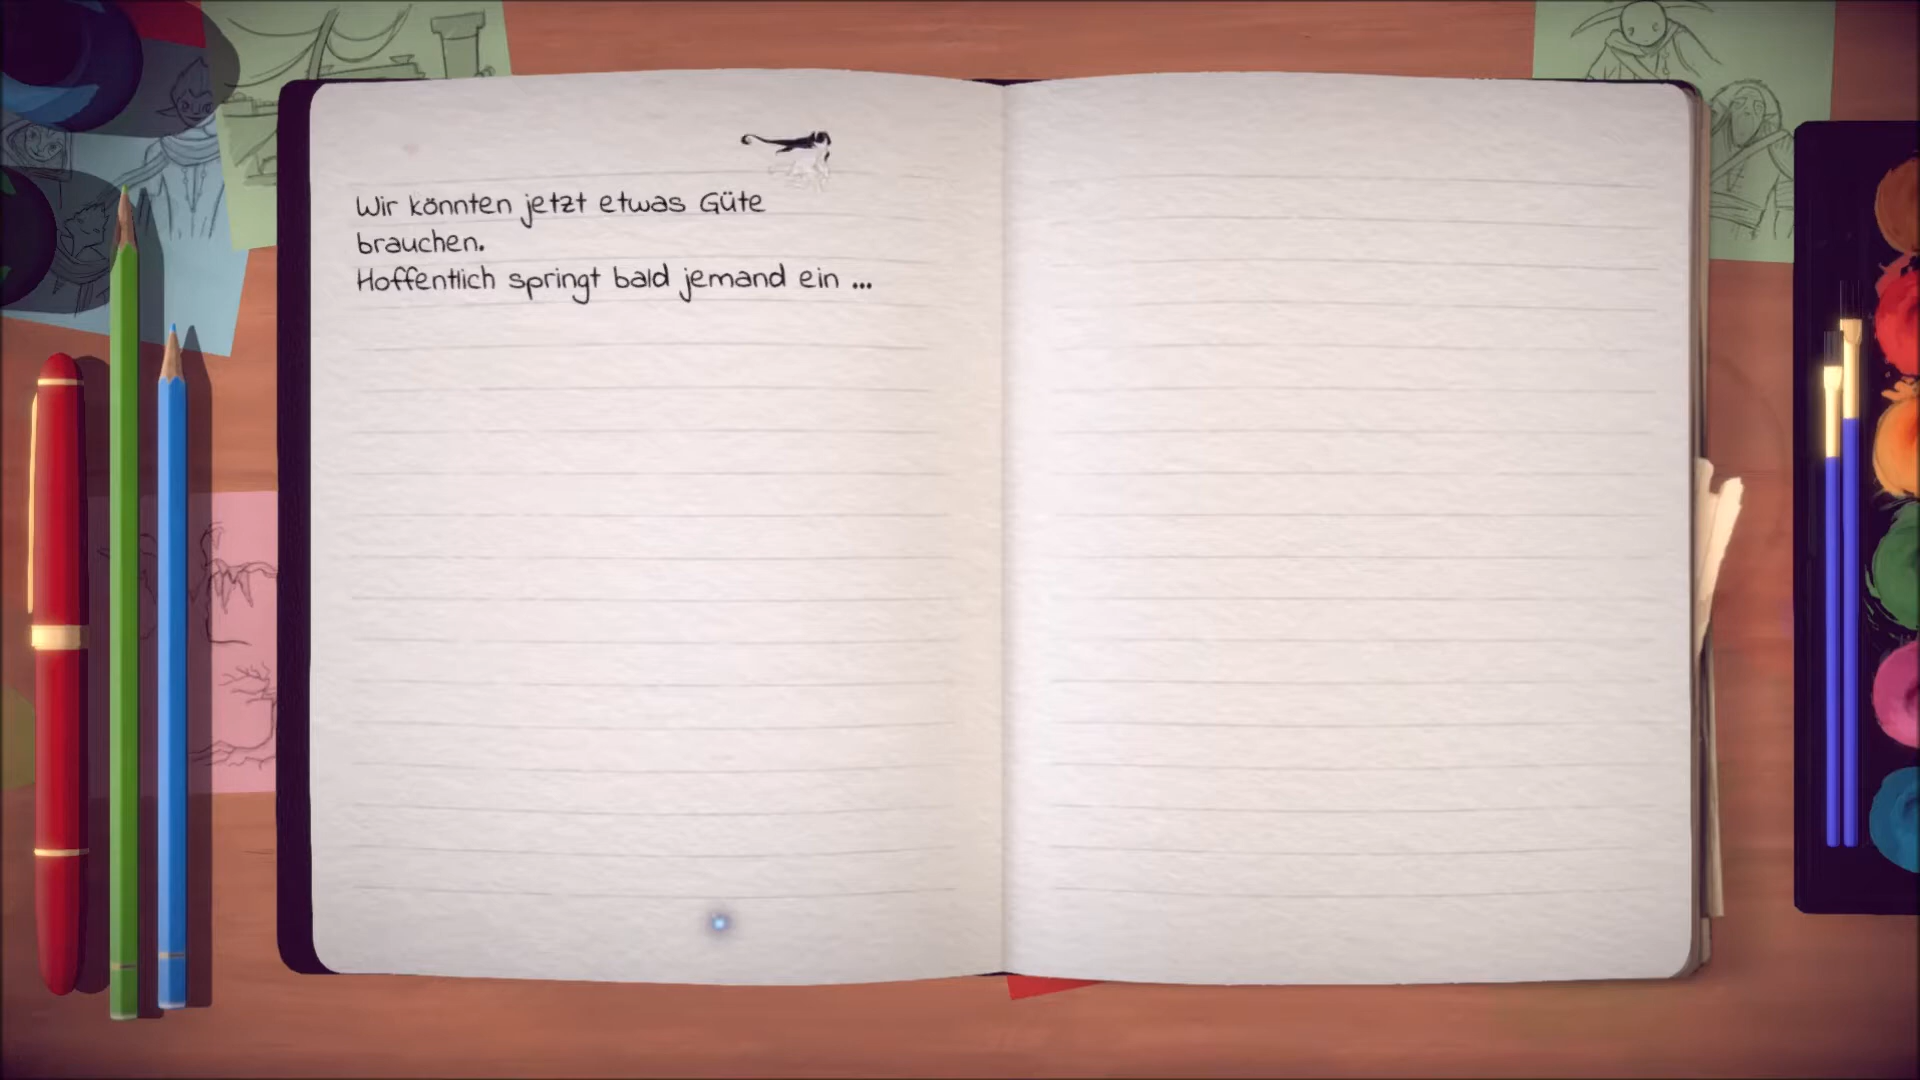 Wir könnten jetzt etwas Güte
brauchen.
Hoffentlich springt bald jemand ein ...